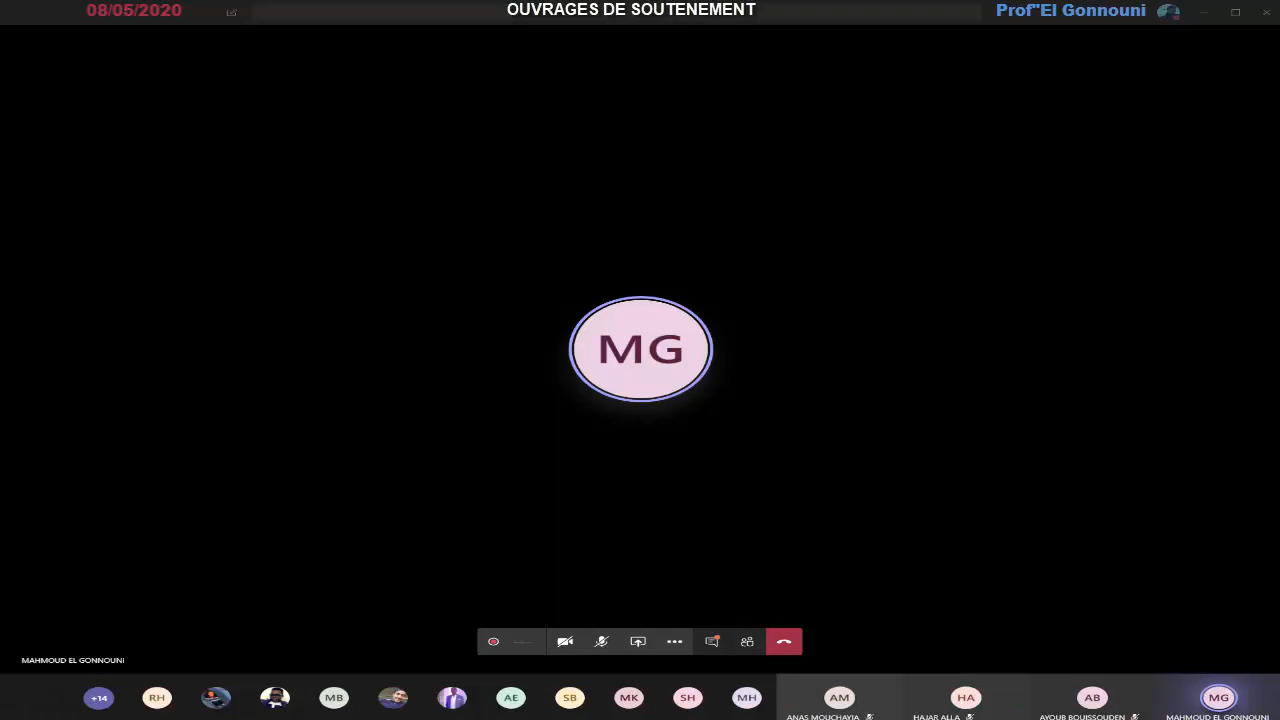 08/05/2020
OUVRAGES DE SOUTENEMENT
Prof"El Gonnouni
MG
MAHMOUD EL GONNOUNI
+14
RH
MB
AE
SB
MK
SH
MH
AM
HA
AB
MG
ANAS MOUCHAYIA
HAJAR ALLA
AYOUB BOUISSOUDEN
MAHMOUD EL GONNOUNI